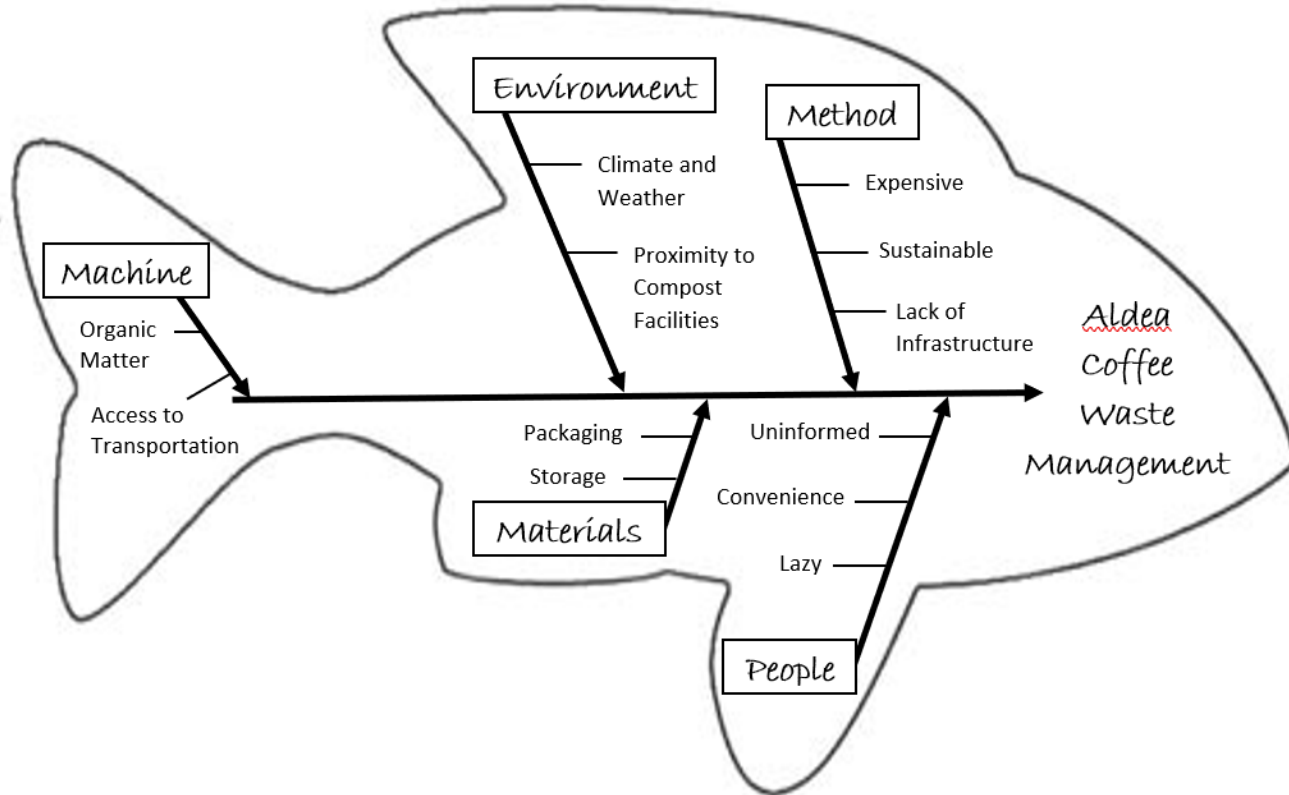 Environment
Climate and
Weather
Proximity to
Compost
Facilities
Method
Expensive
Sustainable
Lack of
Infrastructure
Machine
Organic
Matter
Access to
Transportation
Packaging
Storage
Materials
Uninformed
Convenience
Lazy
People
Aldea
Coffee
Waste
Management